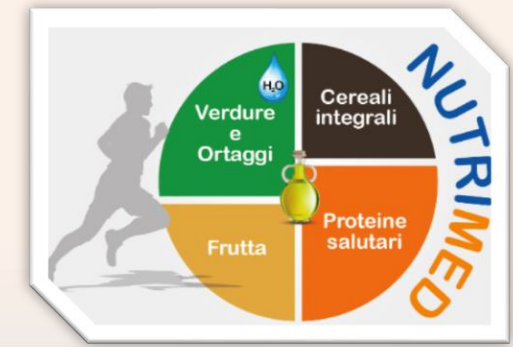 H₂O
Verdure
e
Ortaggi
Cereali
integrali
Frutta
Proteine
salutari
NUTRIMED